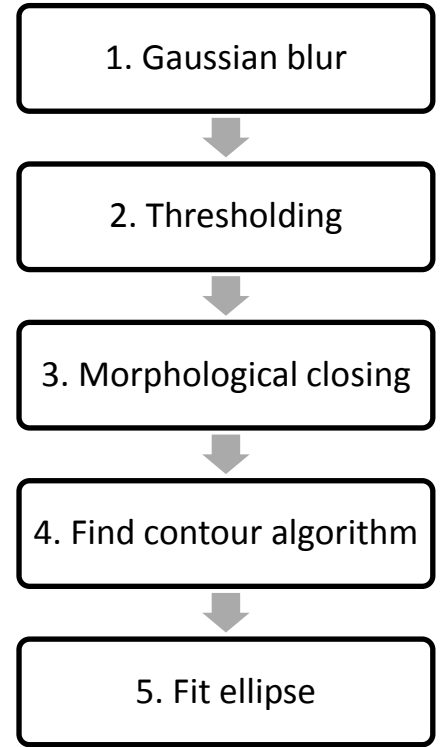 1. Gaussian blur
2. Thresholding
3. Morphological closing
4. Find contour algorithm
5. Fit ellipse